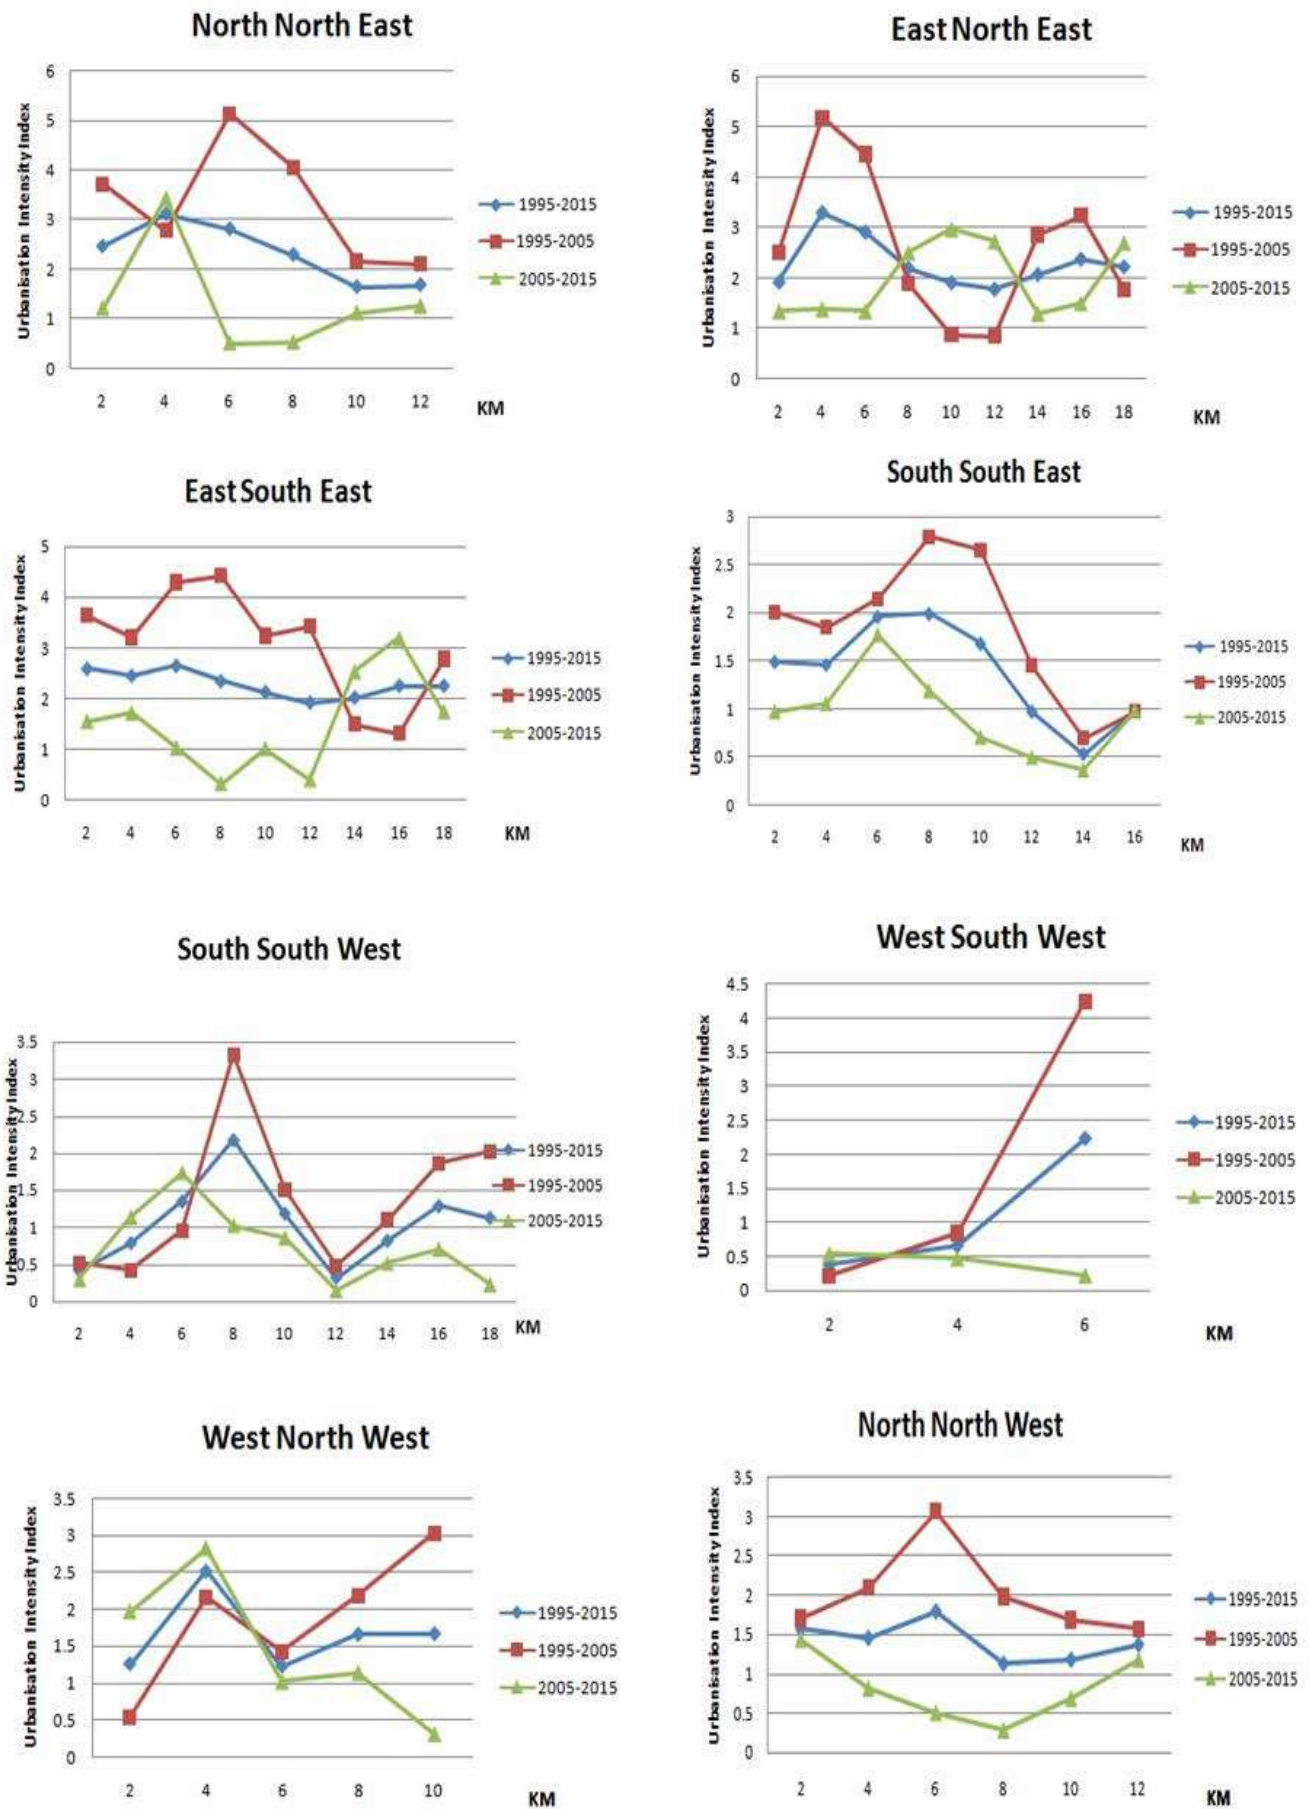 North North East
Urbanisation Intensity Index
6
5
4
3
2
1
0
2 4 6 8 10 12
KM
1995-2015
1995-2005
2005-2015
East North East
Urbanisation Intensity Index
6
5
4
3
2
1
0
2 4 6 8 10 12 14 16 18
KM
1995-2015
1995-2005
2005-2015
East South East
Urbanisation Intensity Index
5
4
3
2
1
0
2 4 6 8 10 12 14 16 18
KM
1995-2015
1995-2005
2005-2015
South South East
Urbanisation Intensity Index
3
2.5
2
1.5
1
0.5
0
2 4 6 8 10 12 14 16
KM
1995-2015
1995-2005
2005-2015
South South West
Urbanisation Intensity Index
3.5
3
2.5
2
1.5
1
0.5
0
2 4 6 8 10 12 14 16 18
KM
1995-2015
1995-2005
2005-2015
West South West
Urbanisation Intensity Index
4.5
4
3.5
3
2.5
2
1.5
1
0.5
0
2 4 6
KM
1995-2015
1995-2005
2005-2015
West North West
Urbanisation Intensity Index
3.5
3
2.5
2
1.5
1
0.5
0
2 4 6 8 10
KM
1995-2015
1995-2005
2005-2015
North North West
Urbanisation Intensity Index
3.5
3
2.5
2
1.5
1
0.5
0
2 4 6 8 10 12
KM
1995-2015
1995-2005
2005-2015